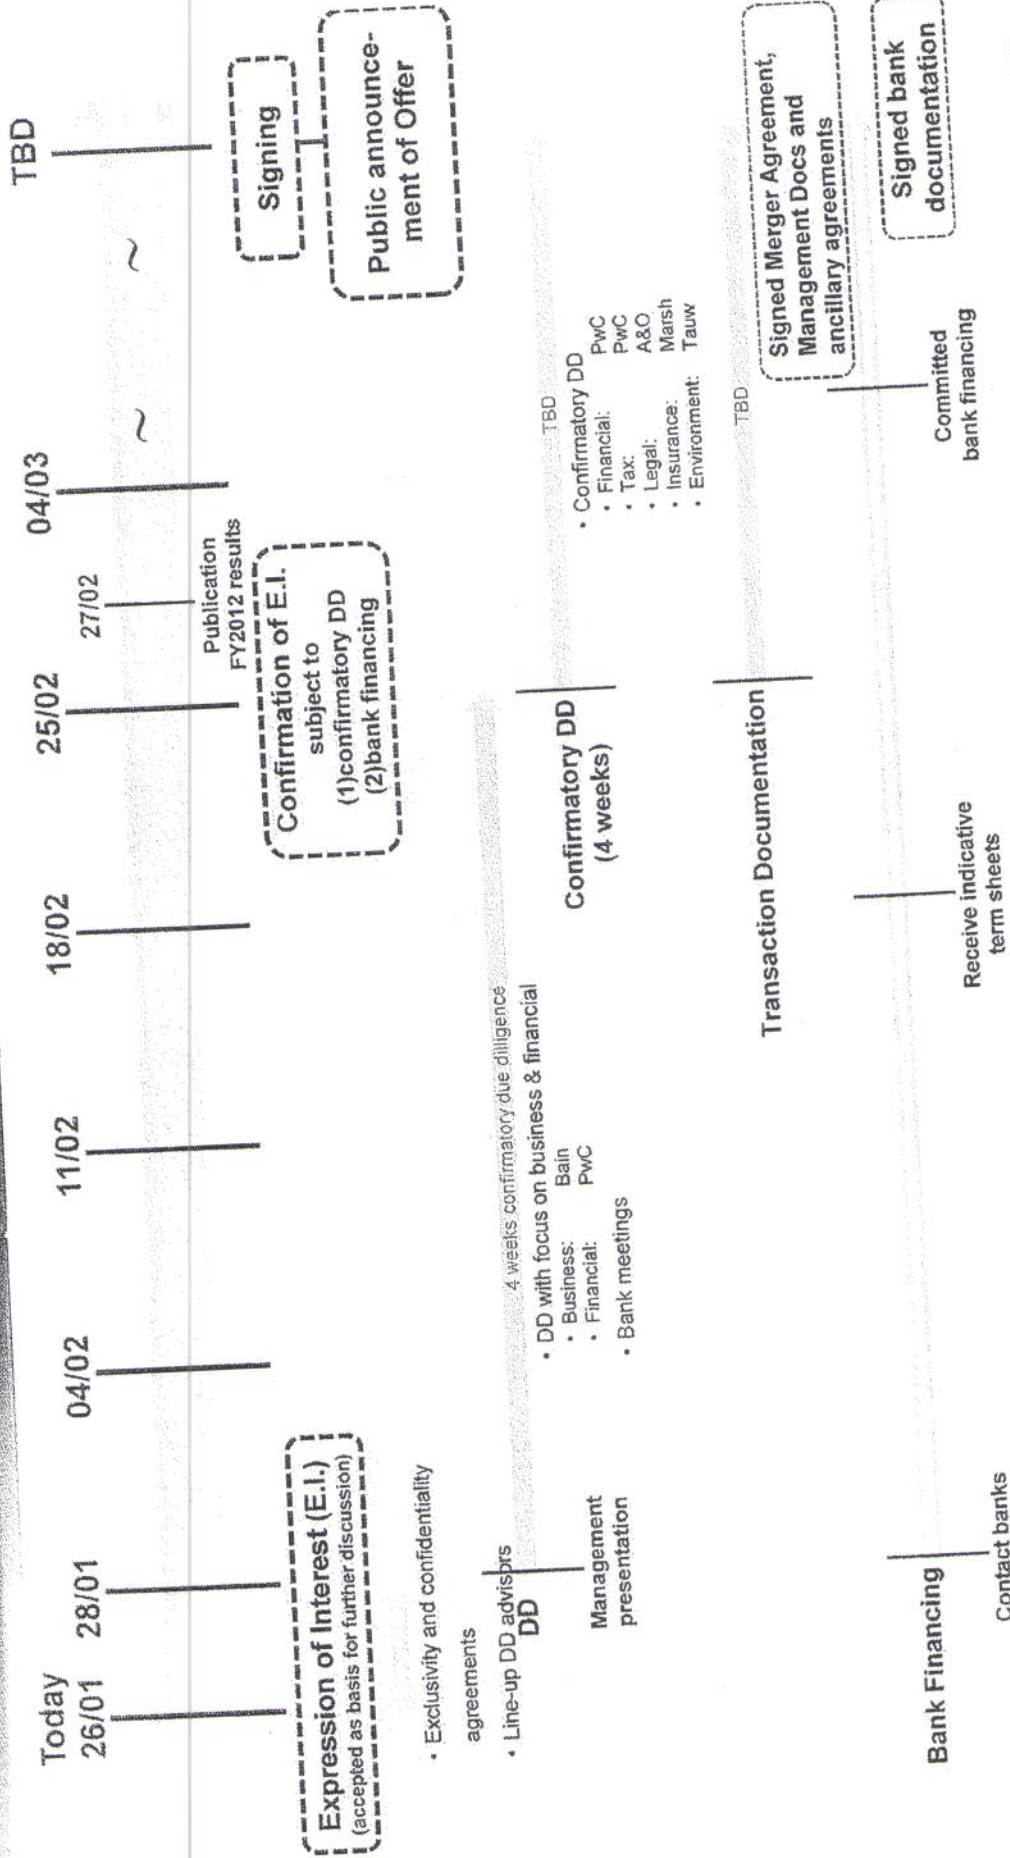 Today
26/01
28/01
04/02
11/02
18/02
25/02
27/02
04/03
~
~
TBD
Publication
FY2012 results
Expression of Interest (E.I.)
(accepted as basis for further discussion)
Confirmation of E.I.
subject to
(1)confirmatory DD
(2)bank financing
Signing
Public announce-
ment of Offer
• Exclusivity and confidentiality
agreements
• Line-up DD advisors
DD
Management
presentation
4 weeks confirmatory due dilligence
• DD with focus on business & financial
• Business: Bain
• Financial: PwC
• Bank meetings
Confirmatory DD
(4 weeks)
TBD
• Confirmatory DD
• Financial: PwC
• Tax: PwC
• Legal: A&O
• Insurance: Marsh
• Environment: Tauw
Transaction Documentation
TBD
Signed Merger Agreement,
Management Docs and
ancillary agreements
Bank Financing
Contact banks
Receive indicative
term sheets
Committed
bank financing
Signed bank
documentation